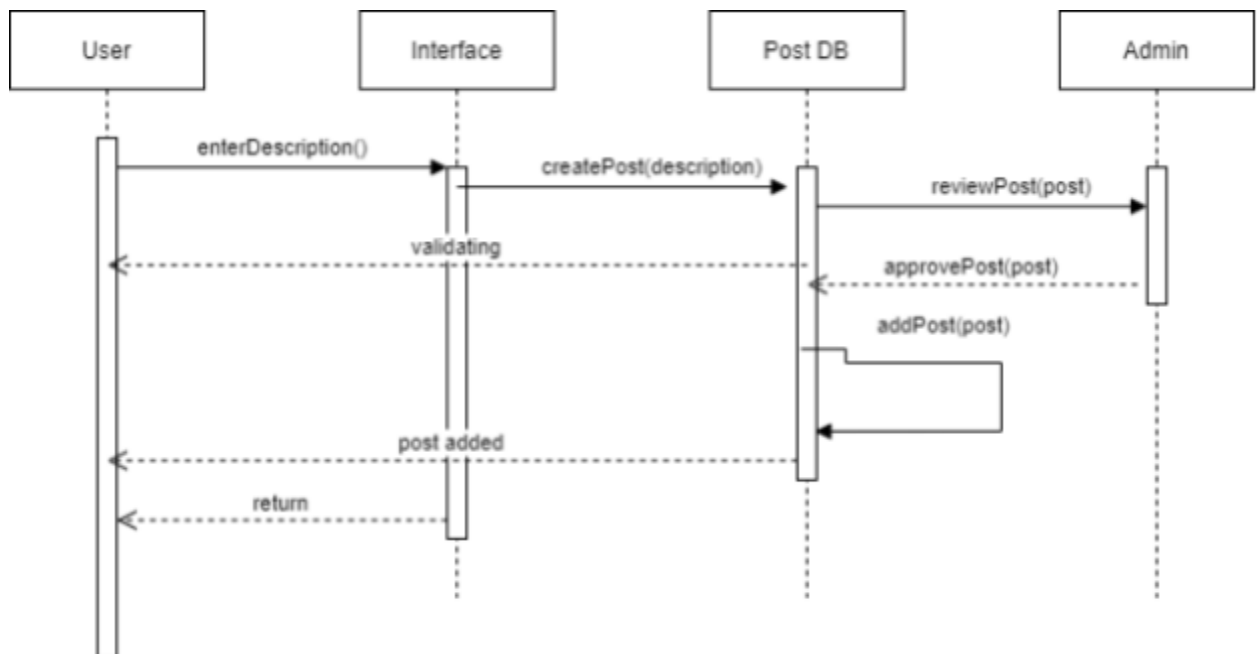 User
Interface
Post DB
Admin
enterDescription()
createPost(description)
reviewPost(post)
validating
approvePost(post)
addPost(post)
post added
return